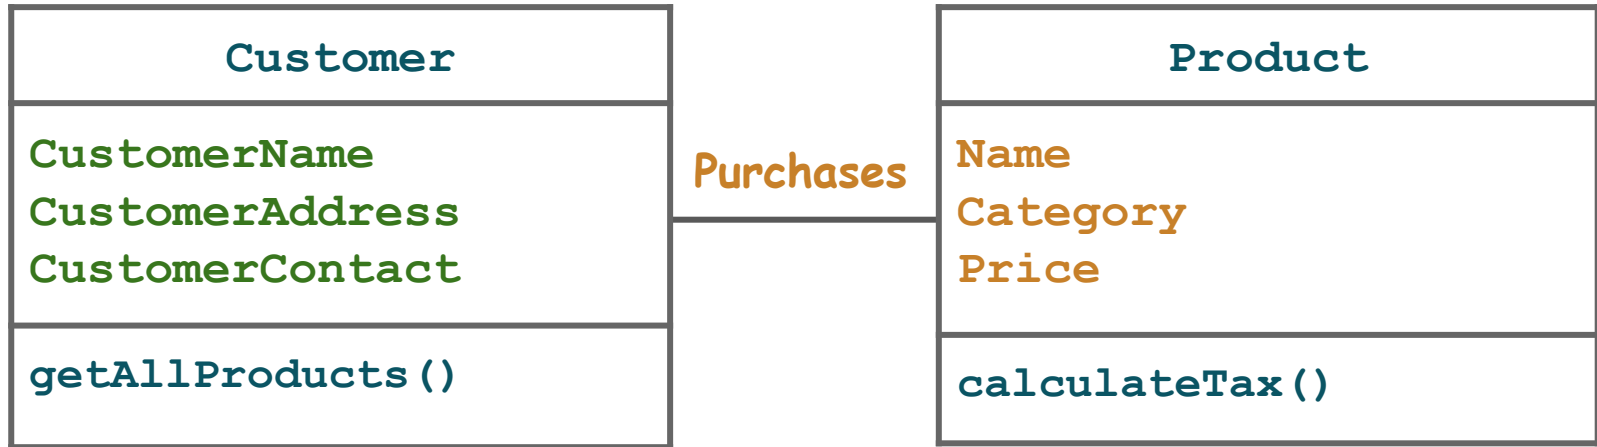 Customer
CustomerName
CustomerAddress
CustomerContact
getAllProducts()
Purchases
Product
Name
Category
Price
calculateTax()